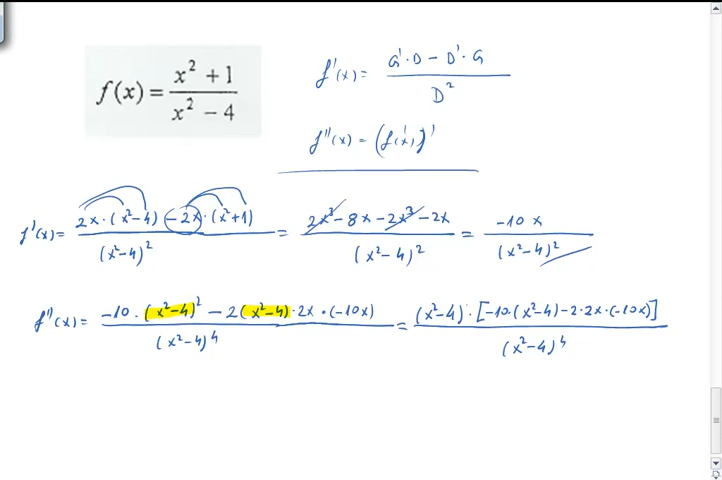 f(x) = (x² + 1)/(x² − 4)
f'(x) = (G'·D − D'·G)/D²
f''(x) = (f'(x))'
f'(x) = (2x·(x²−4) −2x·(x²+1))/(x²−4)² = (2x³−8x−2x³−2x)/(x²−4)² = (−10x)/(x²−4)²
f''(x) = (−10·(x²−4)² − 2(x²−4)·2x·(−10x))/(x²−4)⁴ = ((x²−4)·[−10·(x²−4)−2·2x·(−10x)])/(x²−4)⁴